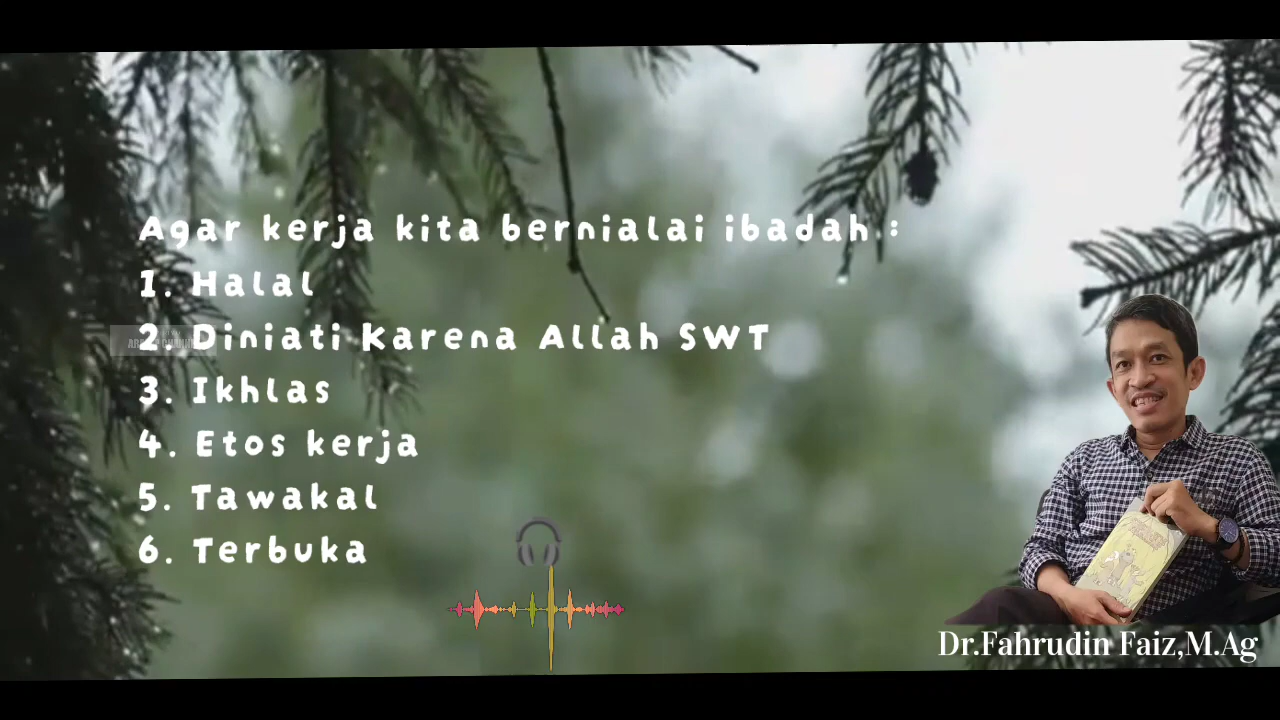 Agar kerja kita bernialai ibadah :
1. Halal
2. Diniati Karena Allah SWT
3. Ikhlas
4. Etos kerja
5. Tawakal
6. Terbuka
Dr.Fahrudin Faiz,M.Ag